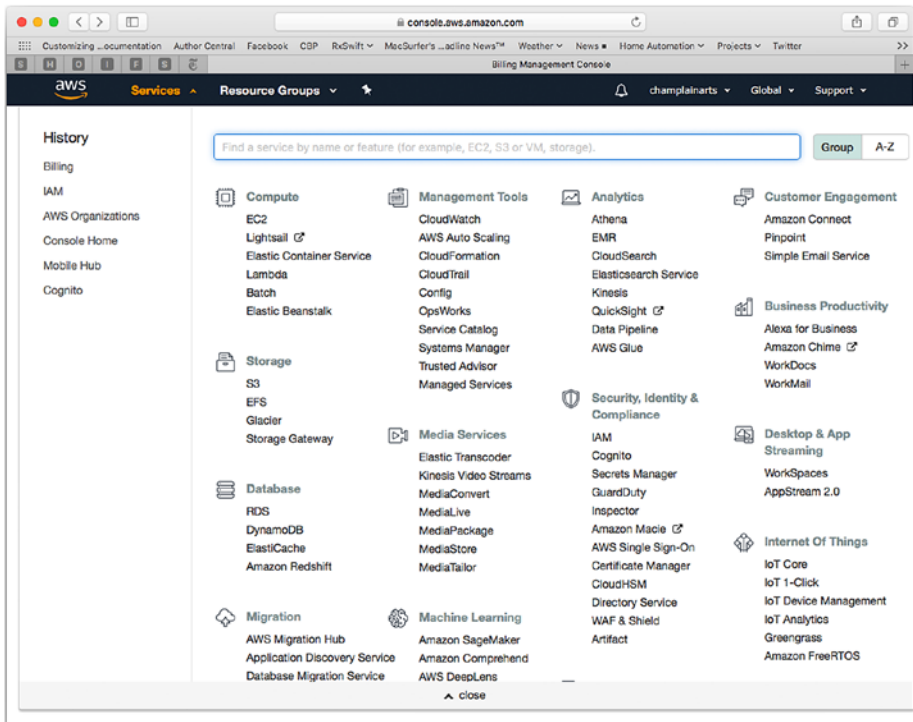 console.aws.amazon.com
Customizing ...ocumentation Author Central Facebook CBP RxSwift MacSurfer's ...adline News™ Weather News Home Automation Projects Twitter >>
S H O I F S T Billing Management Console +
aws Services Resource Groups champlainarts Global Support
History
Billing
IAM
AWS Organizations
Console Home
Mobile Hub
Cognito
Find a service by name or feature (for example, EC2, S3 or VM, storage).
Group A-Z
Compute
EC2
Lightsail
Elastic Container Service
Lambda
Batch
Elastic Beanstalk
Storage
S3
EFS
Glacier
Storage Gateway
Database
RDS
DynamoDB
ElastiCache
Amazon Redshift
Migration
AWS Migration Hub
Application Discovery Service
Database Migration Service
Management Tools
CloudWatch
AWS Auto Scaling
CloudFormation
CloudTrail
Config
OpsWorks
Service Catalog
Systems Manager
Trusted Advisor
Managed Services
Media Services
Elastic Transcoder
Kinesis Video Streams
MediaConvert
MediaLive
MediaPackage
MediaStore
MediaTailor
Machine Learning
Amazon SageMaker
Amazon Comprehend
AWS DeepLens
Analytics
Athena
EMR
CloudSearch
Elasticsearch Service
Kinesis
QuickSight
Data Pipeline
AWS Glue
Security, Identity &
Compliance
IAM
Cognito
Secrets Manager
GuardDuty
Inspector
Amazon Macie
AWS Single Sign-On
Certificate Manager
CloudHSM
Directory Service
WAF & Shield
Artifact
Customer Engagement
Amazon Connect
Pinpoint
Simple Email Service
Business Productivity
Alexa for Business
Amazon Chime
WorkDocs
WorkMail
Desktop & App
Streaming
WorkSpaces
AppStream 2.0
Internet Of Things
IoT Core
IoT 1-Click
IoT Device Management
IoT Analytics
Greengrass
Amazon FreeRTOS
close